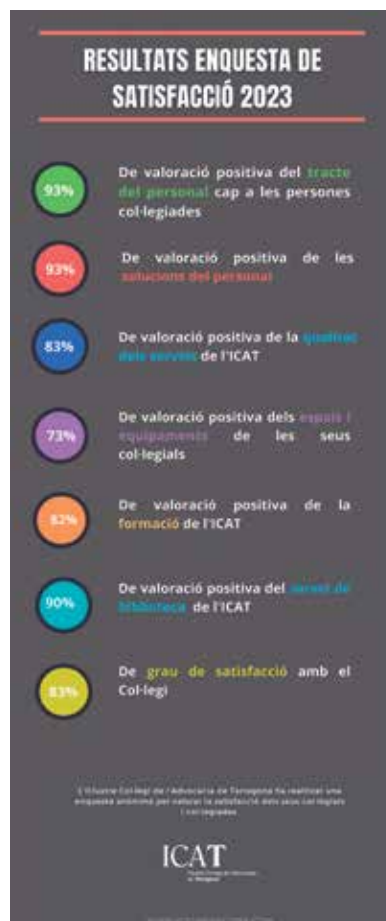 RESULTATS ENQUESTA DE
SATISFACCIÓ 2023
93%
De valoració positiva del tracte
del personal cap a les persones
col·legiades
93%
De valoració positiva de les
solucions del personal
83%
De valoració positiva de la qualitat
dels serveis de l'ICAT
73%
De valoració positiva dels espais i
equipaments de les seus
col·legials
82%
De valoració positiva de la
formació de l'ICAT
90%
De valoració positiva del servei de
biblioteca de l'ICAT
83%
De grau de satisfacció amb el
Col·legi
L'Il·lustre Col·legi de l'Advocacia de Tarragona ha realitzat una
enquesta anònima per valorar la satisfacció dels seus col·legiats
i col·legiades
ICAT